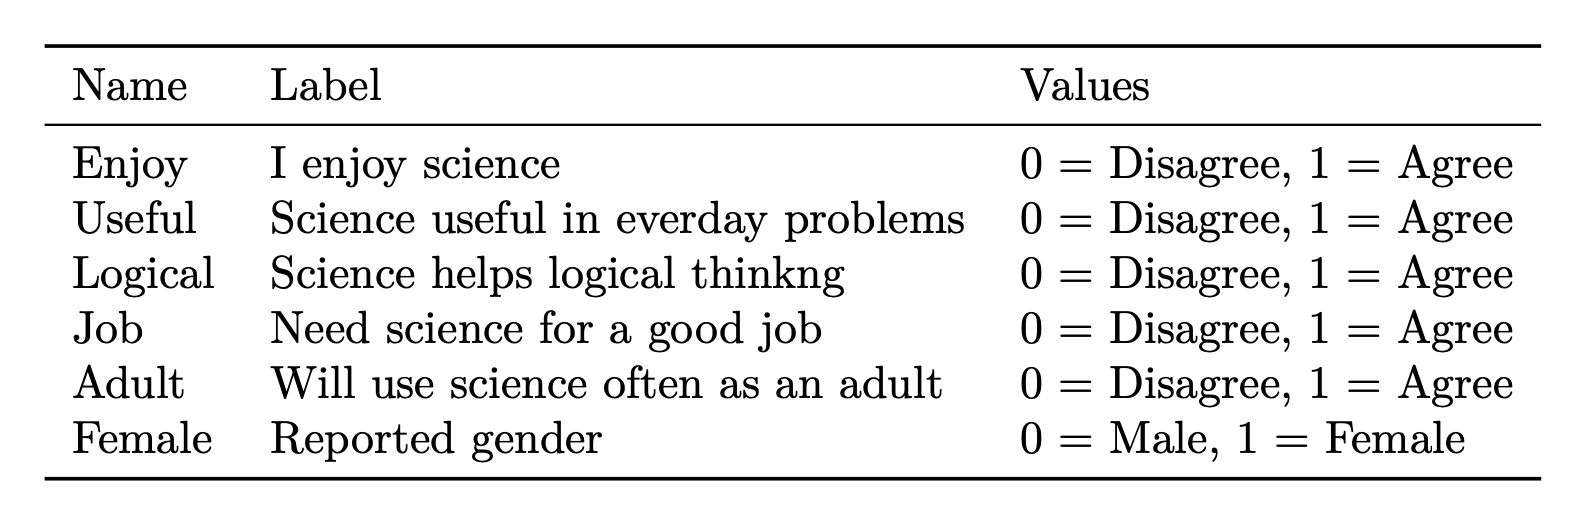 Name Label Values
Enjoy I enjoy science 0 = Disagree, 1 = Agree
Useful Science useful in everday problems 0 = Disagree, 1 = Agree
Logical Science helps logical thinkng 0 = Disagree, 1 = Agree
Job Need science for a good job 0 = Disagree, 1 = Agree
Adult Will use science often as an adult 0 = Disagree, 1 = Agree
Female Reported gender 0 = Male, 1 = Female